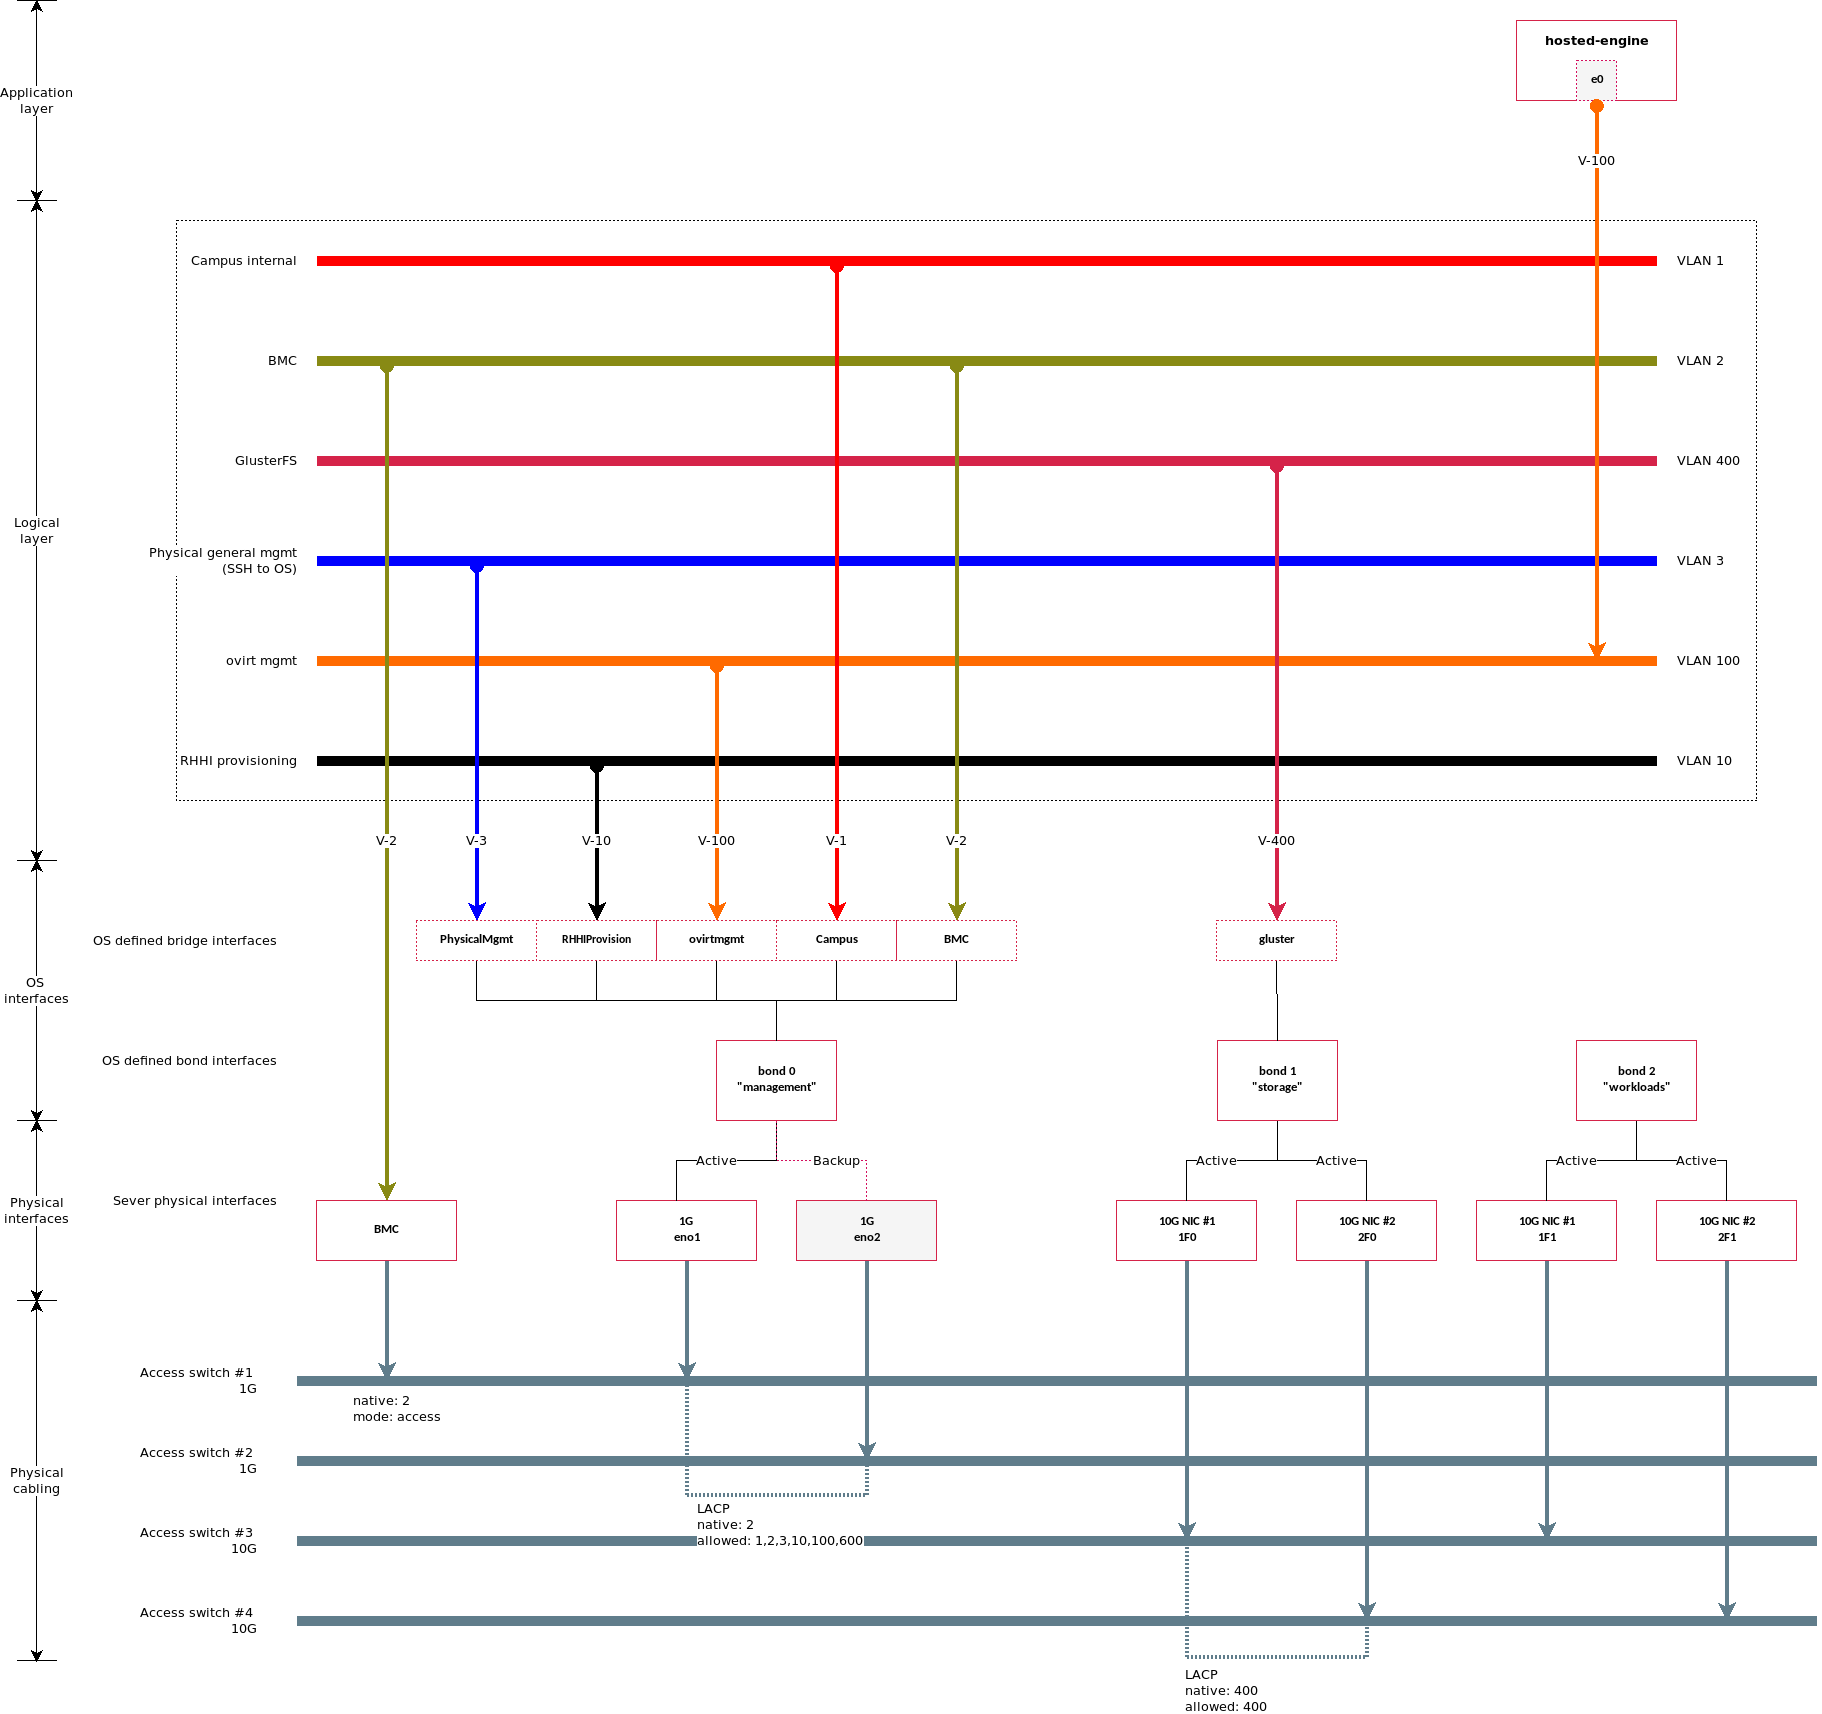 hosted-engine
e0
Application
layer
V-100
Campus internal
VLAN 1
BMC
VLAN 2
GlusterFS
VLAN 400
Logical
layer
Physical general mgmt
(SSH to OS)
VLAN 3
ovirt mgmt
VLAN 100
RHHI provisioning
VLAN 10
V-2
V-3
V-10
V-100
V-1
V-2
V-400
OS defined bridge interfaces
PhysicalMgmt
RHHIProvision
ovirtmgmt
Campus
BMC
gluster
OS
interfaces
OS defined bond interfaces
bond 0
"management"
bond 1
"storage"
bond 2
"workloads"
Active
Backup
Active
Active
Active
Active
Physical
interfaces
Sever physical interfaces
BMC
1G
eno1
1G
eno2
10G NIC #1
1F0
10G NIC #2
2F0
10G NIC #1
1F1
10G NIC #2
2F1
Access switch #1
1G
native: 2
mode: access
Access switch #2
1G
Physical
cabling
LACP
native: 2
allowed: 1,2,3,10,100,600
Access switch #3
10G
Access switch #4
10G
LACP
native: 400
allowed: 400